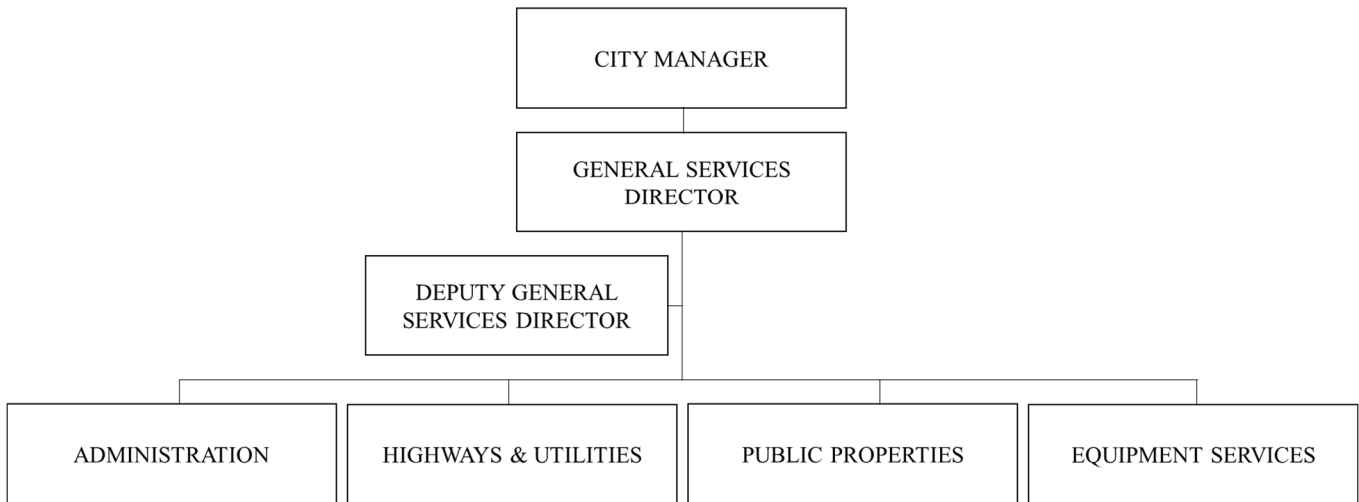 CITY MANAGER
GENERAL SERVICES
DIRECTOR
DEPUTY GENERAL
SERVICES DIRECTOR
ADMINISTRATION
HIGHWAYS & UTILITIES
PUBLIC PROPERTIES
EQUIPMENT SERVICES